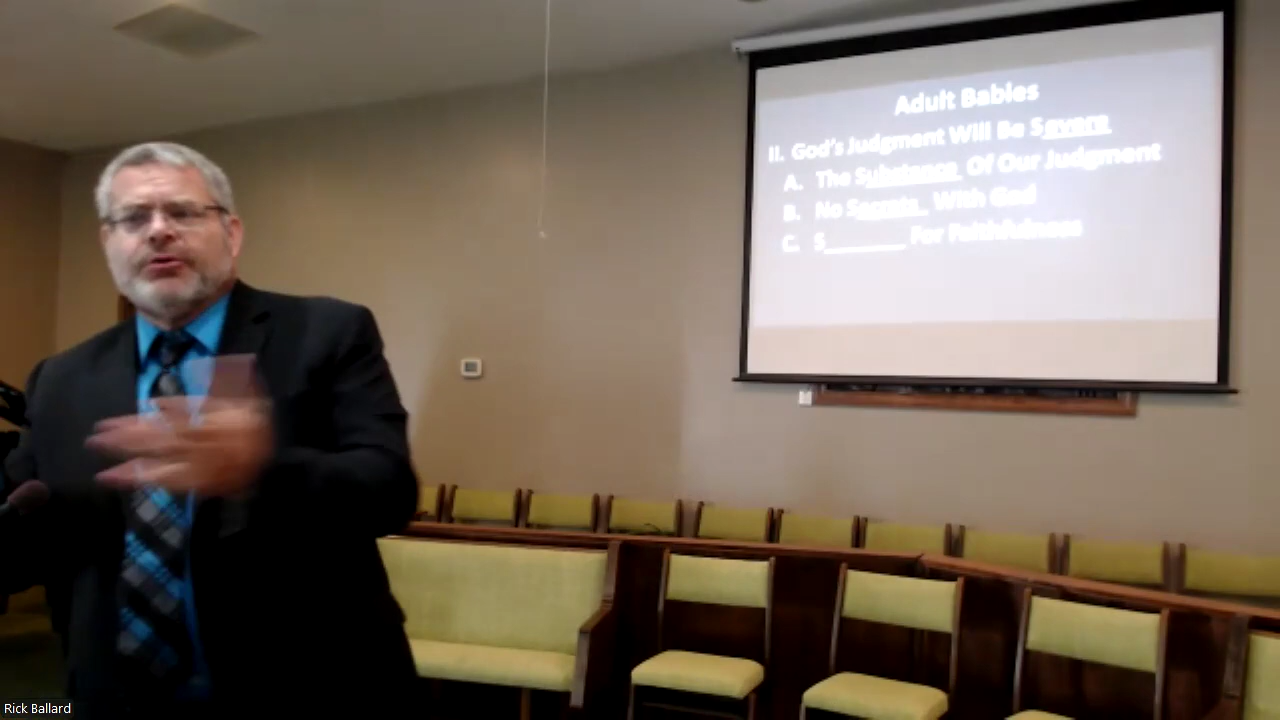 Adult Babies
II. God's Judgment Will Be Severe
A. The Substance Of Our Judgment
B. No Secrets With God
C. S_______ For Faithfulness
Rick Ballard